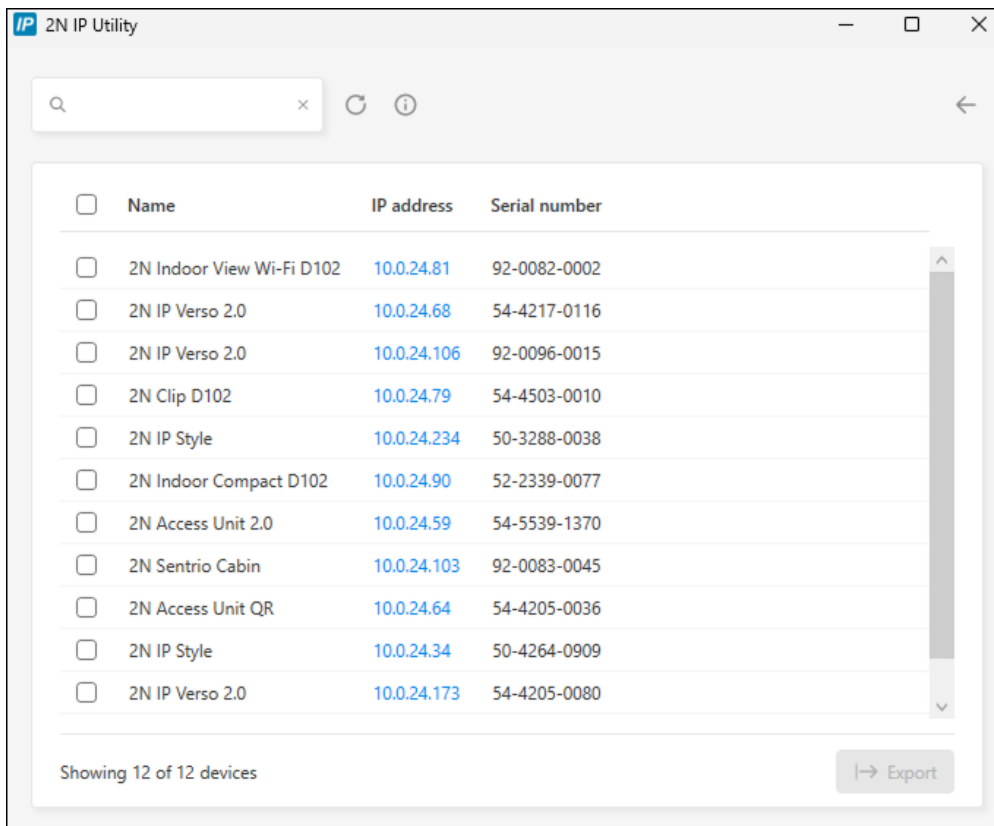 IP 2N IP Utility
Name IP address Serial number
2N Indoor View Wi-Fi D102 10.0.24.81 92-0082-0002
2N IP Verso 2.0 10.0.24.68 54-4217-0116
2N IP Verso 2.0 10.0.24.106 92-0096-0015
2N Clip D102 10.0.24.79 54-4503-0010
2N IP Style 10.0.24.234 50-3288-0038
2N Indoor Compact D102 10.0.24.90 52-2339-0077
2N Access Unit 2.0 10.0.24.59 54-5539-1370
2N Sentrio Cabin 10.0.24.103 92-0083-0045
2N Access Unit QR 10.0.24.64 54-4205-0036
2N IP Style 10.0.24.34 50-4264-0909
2N IP Verso 2.0 10.0.24.173 54-4205-0080
Showing 12 of 12 devices Export